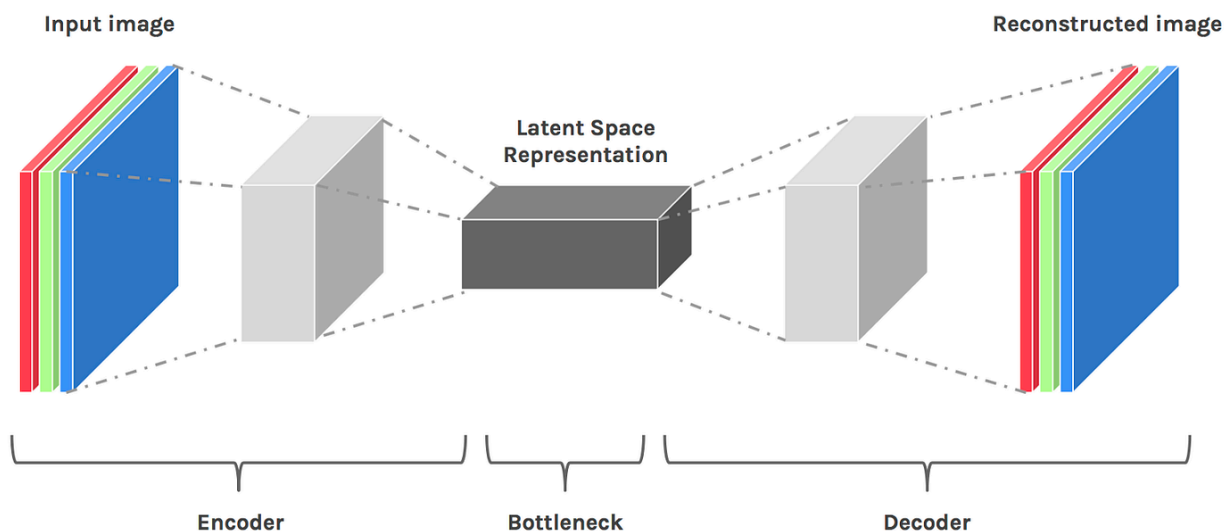 Input image
Reconstructed image
Latent Space
Representation
Encoder
Bottleneck
Decoder